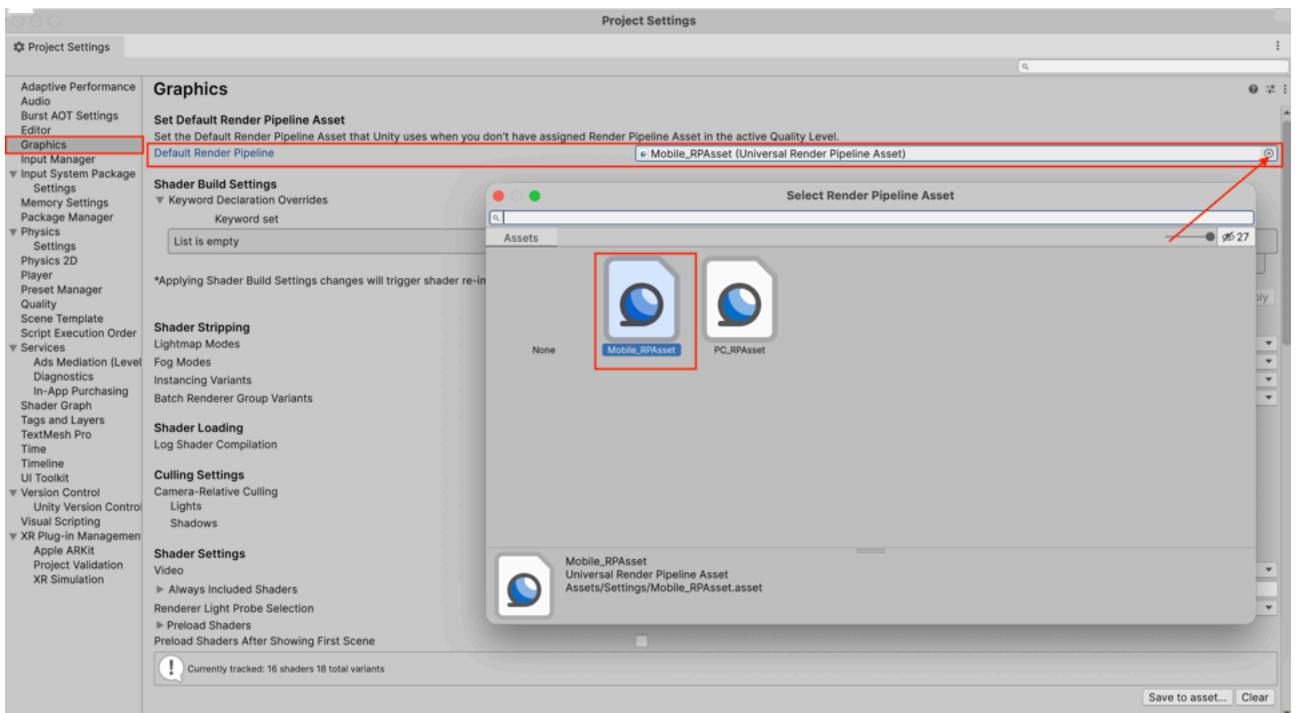 Project Settings
Project Settings
Adaptive Performance
Audio
Burst AOT Settings
Editor
Graphics
Input Manager
Input System Package
Settings
Memory Settings
Package Manager
Physics
Settings
Physics 2D
Player
Preset Manager
Quality
Scene Template
Script Execution Order
Services
Ads Mediation (Level
Diagnostics
In-App Purchasing
Shader Graph
Tags and Layers
TextMesh Pro
Time
Timeline
UI Toolkit
Version Control
Unity Version Control
Visual Scripting
XR Plug-in Managemen
Apple ARKit
Project Validation
XR Simulation
Graphics
Set Default Render Pipeline Asset
Set the Default Render Pipeline Asset that Unity uses when you don't have assigned Render Pipeline Asset in the active Quality Level.
Default Render Pipeline
Mobile_RPAsset (Universal Render Pipeline Asset)
Shader Build Settings
Keyword Declaration Overrides
Keyword set
List is empty
*Applying Shader Build Settings changes will trigger shader re-im
Shader Stripping
Lightmap Modes
Fog Modes
Instancing Variants
Batch Renderer Group Variants
Shader Loading
Log Shader Compilation
Culling Settings
Camera-Relative Culling
Lights
Shadows
Shader Settings
Video
Always Included Shaders
Renderer Light Probe Selection
Preload Shaders
Preload Shaders After Showing First Scene
Currently tracked: 16 shaders 18 total variants
Save to asset... Clear
Select Render Pipeline Asset
Assets
27
None
Mobile_RPAsset
PC_RPAsset
Mobile_RPAsset
Universal Render Pipeline Asset
Assets/Settings/Mobile_RPAsset.asset